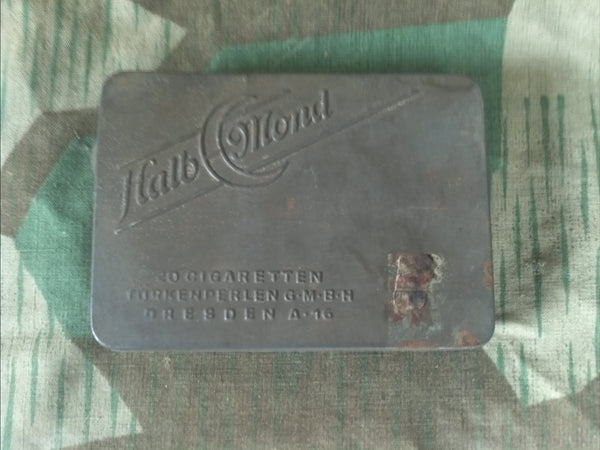 Halb Mond
20 CIGARETTEN
TÜRKENPERLEN G·M·B·H
DRESDEN A·16